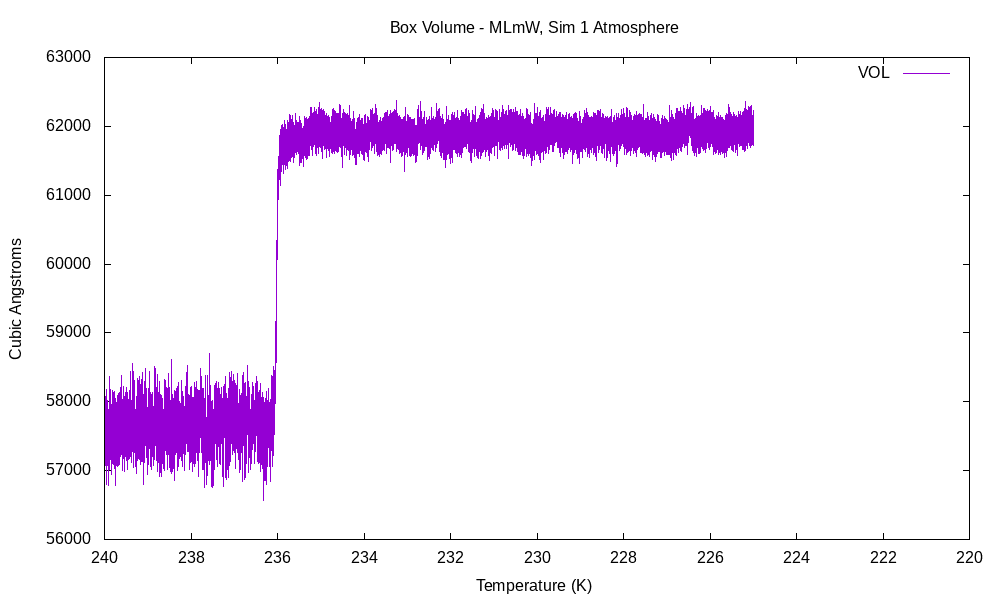 Box Volume - MLmW, Sim 1 Atmosphere
63000
VOL
62000
61000
60000
59000
58000
57000
56000
Cubic Angstroms
240 238 236 234 232 230 228 226 224 222 220
Temperature (K)